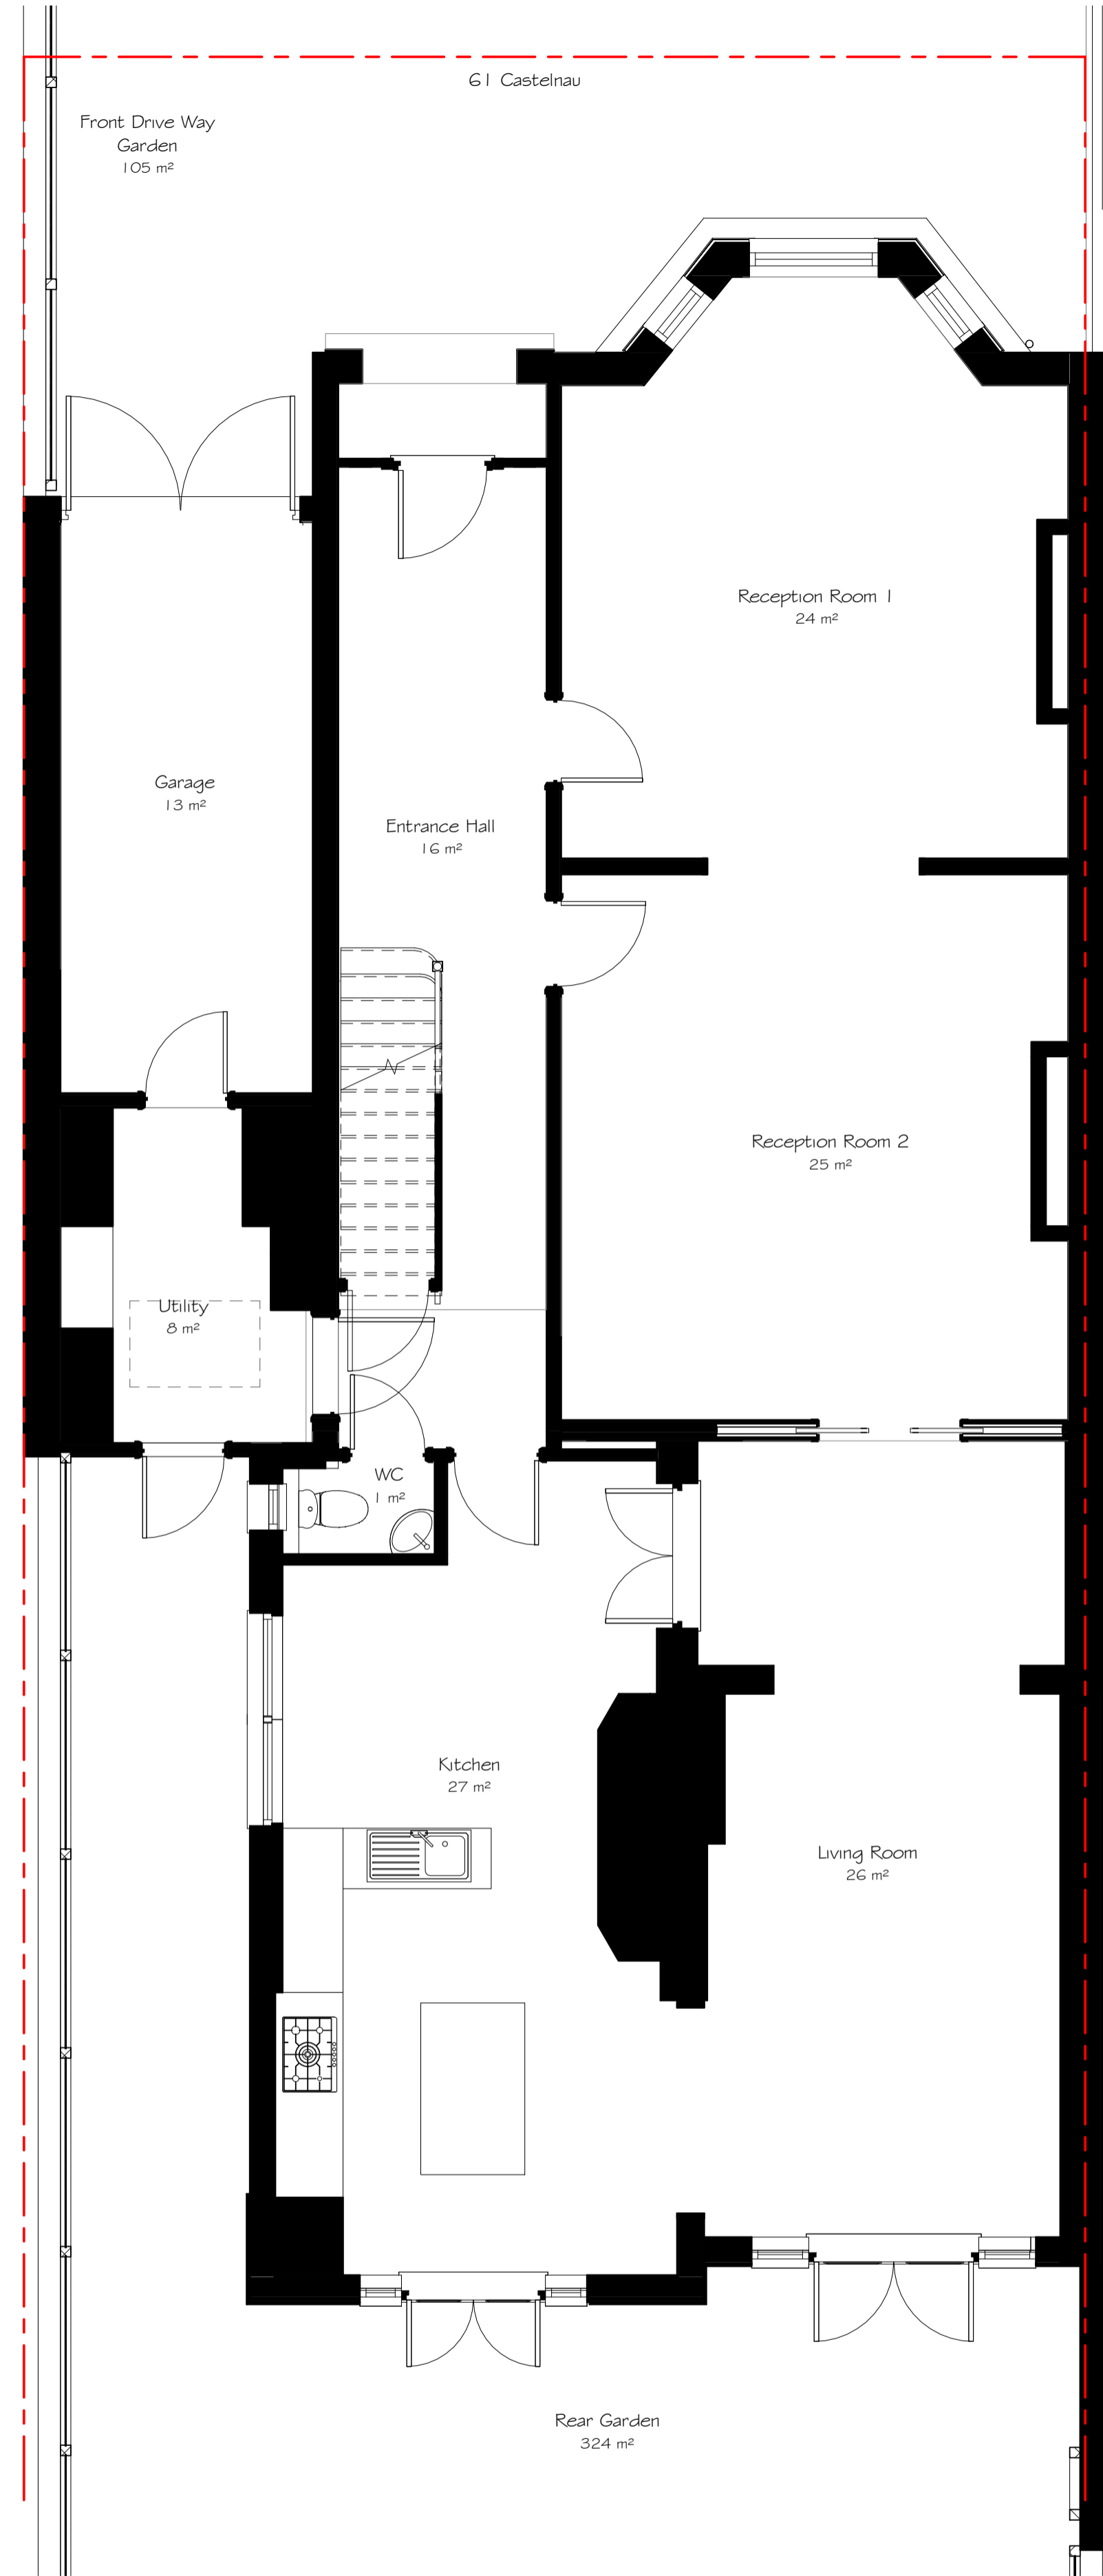 61 Castelnau
Front Drive Way
Garden
105 m²
Reception Room 1
24 m²
Garage
13 m²
Entrance Hall
16 m²
Reception Room 2
25 m²
Utility
8 m²
WC
1 m²
Kitchen
27 m²
Living Room
26 m²
Rear Garden
324 m²